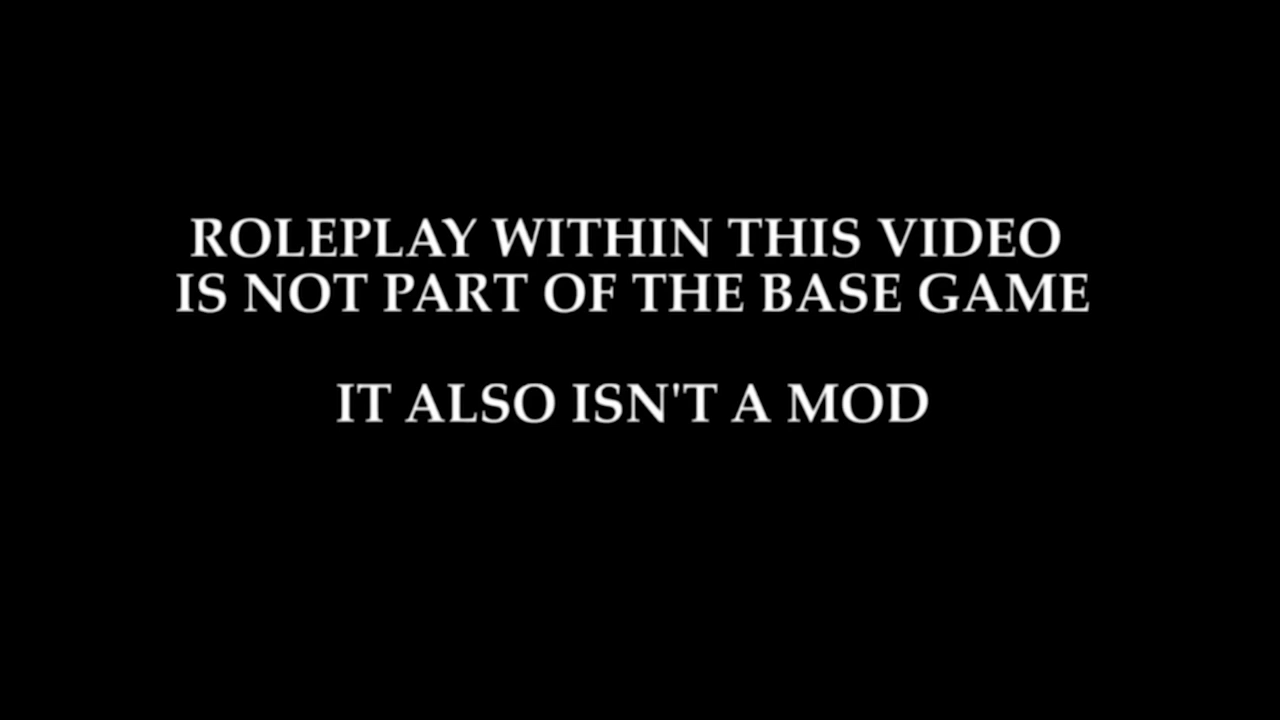 ROLEPLAY WITHIN THIS VIDEO
IS NOT PART OF THE BASE GAME
IT ALSO ISN'T A MOD